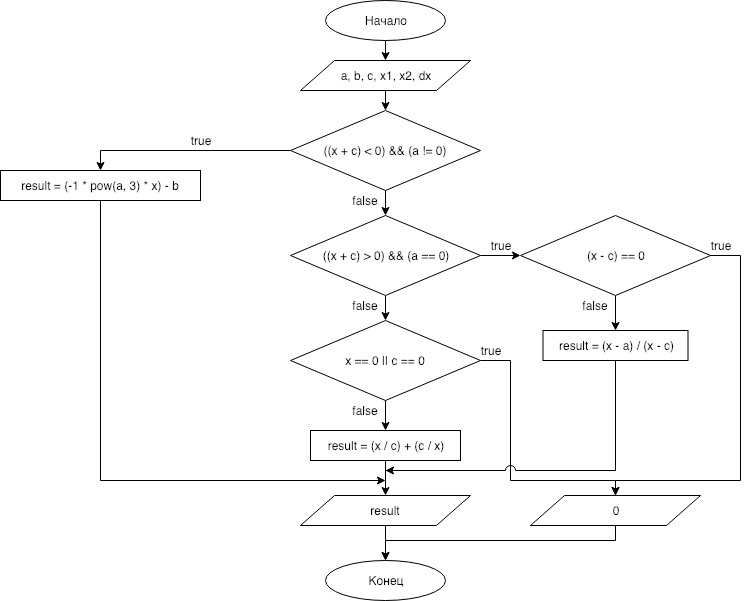 Начало
a, b, c, x1, x2, dx
((x + c) < 0) && (a != 0)
true
result = (-1 * pow(a, 3) * x) - b
false
((x + c) > 0) && (a == 0)
true
(x - c) == 0
true
false
false
x == 0 || c == 0
true
result = (x - a) / (x - c)
false
result = (x / c) + (c / x)
result
0
Конец